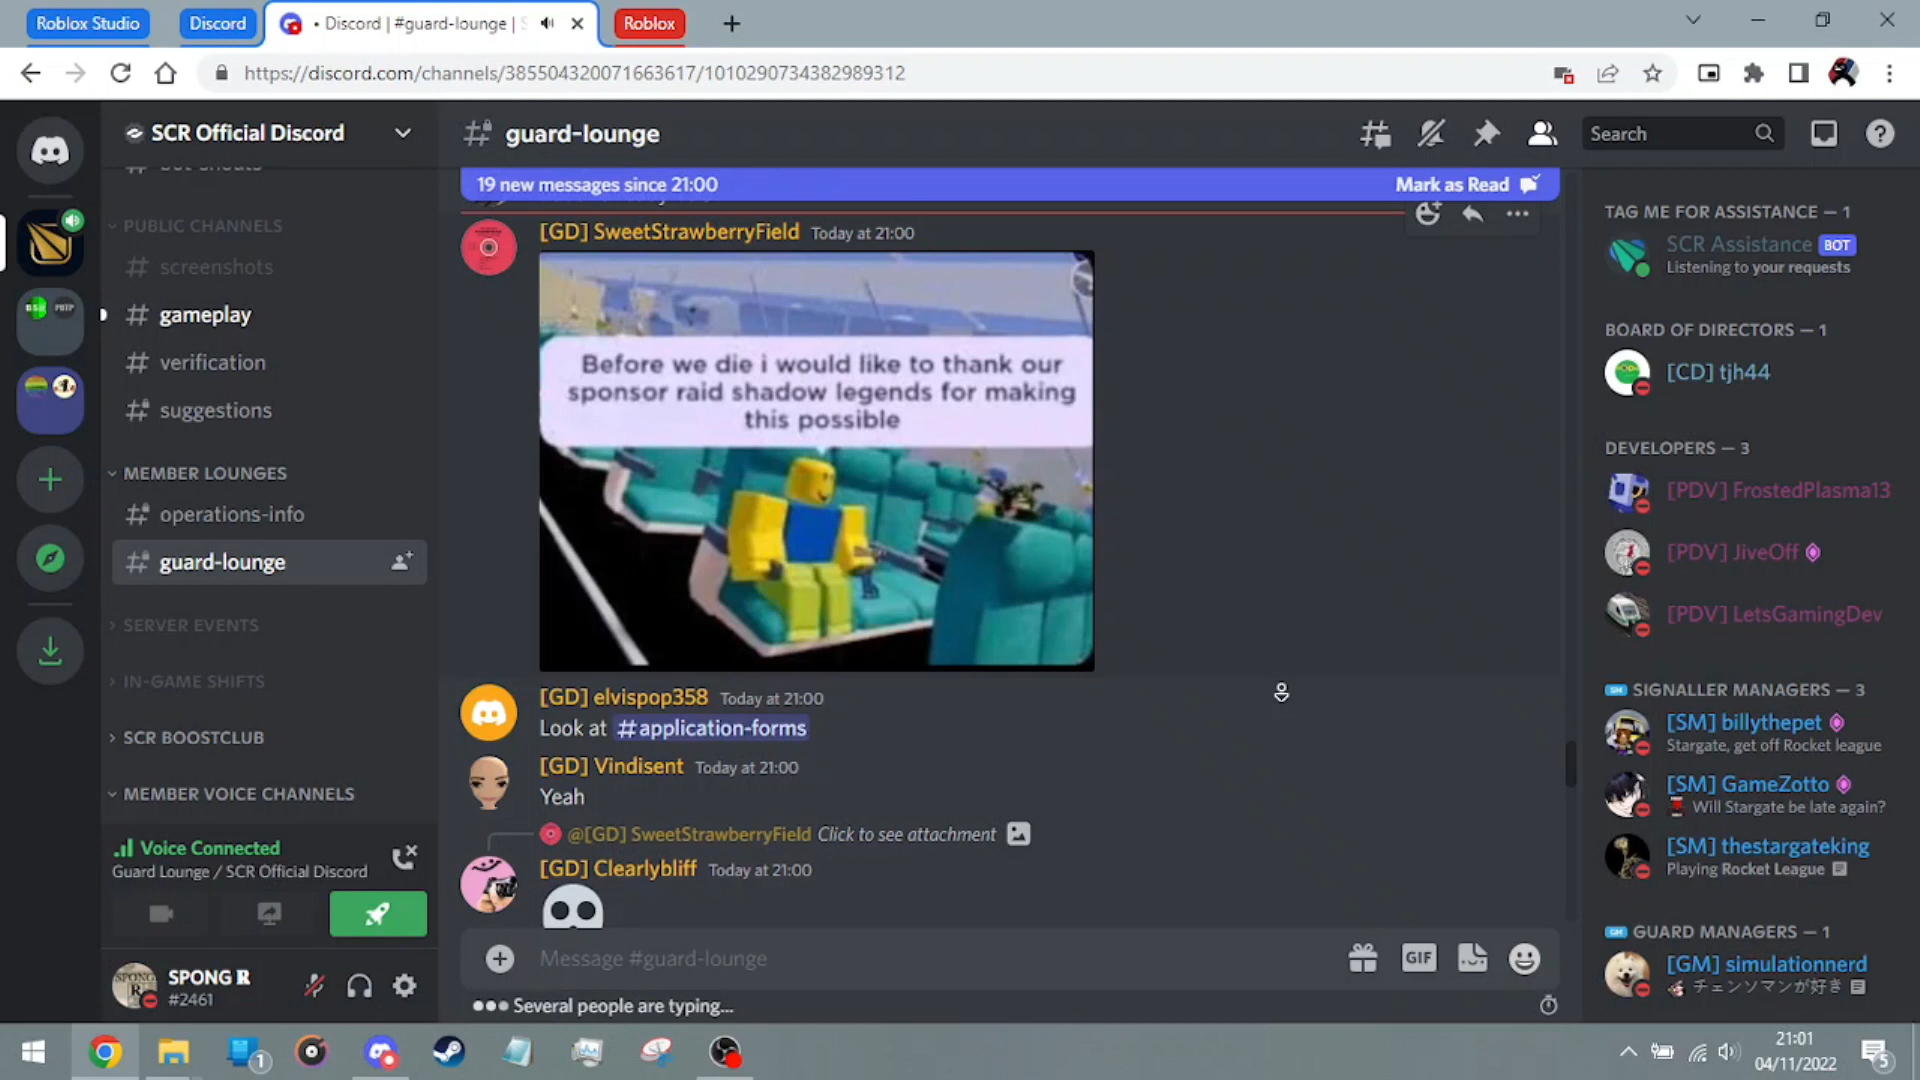 Roblox Studio
Discord
• Discord | #guard-lounge | S
Roblox
https://discord.com/channels/385504320071663617/1010290734382989312
SCR Official Discord
guard-lounge
Search
bot-shouts
PUBLIC CHANNELS
screenshots
gameplay
verification
suggestions
MEMBER LOUNGES
operations-info
guard-lounge
SERVER EVENTS
IN-GAME SHIFTS
SCR BOOSTCLUB
MEMBER VOICE CHANNELS
Voice Connected
Guard Lounge / SCR Official Discord
SPONG R
#2461
19 new messages since 21:00
Mark as Read
[GD] SweetStrawberryField Today at 21:00
Before we die i would like to thank our
sponsor raid shadow legends for making
this possible
[GD] elvispop358 Today at 21:00
Look at #application-forms
[GD] Vindisent Today at 21:00
Yeah
@[GD] SweetStrawberryField Click to see attachment
[GD] Clearlybliff Today at 21:00
Message #guard-lounge
GIF
Several people are typing...
TAG ME FOR ASSISTANCE — 1
SCR Assistance BOT
Listening to your requests
BOARD OF DIRECTORS — 1
[CD] tjh44
DEVELOPERS — 3
[PDV] FrostedPlasma13
[PDV] JiveOff
[PDV] LetsGamingDev
SM SIGNALLER MANAGERS — 3
[SM] billythepet
Stargate, get off Rocket league
[SM] GameZotto
Will Stargate be late again?
[SM] thestargateking
Playing Rocket League
GM GUARD MANAGERS — 1
[GM] simulationnerd
チェンソマンが好き
1
21:01
04/11/2022
5